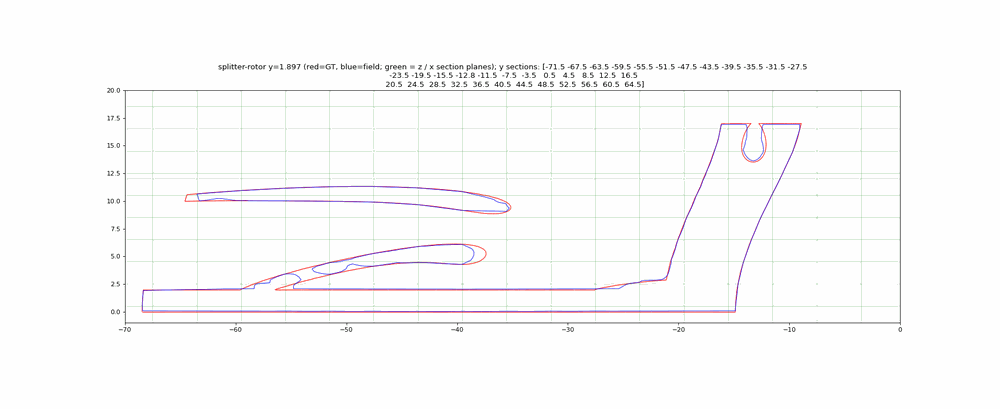 splitter-rotor y=1.897 (red=GT, blue=field; green = z / x section planes); y sections: [-71.5 -67.5 -63.5 -59.5 -55.5 -51.5 -47.5 -43.5 -39.5 -35.5 -31.5 -27.5
-23.5 -19.5 -15.5 -12.8 -11.5 -7.5 -3.5 0.5 4.5 8.5 12.5 16.5
20.5 24.5 28.5 32.5 36.5 40.5 44.5 48.5 52.5 56.5 60.5 64.5]
20.0
17.5
15.0
12.5
10.0
7.5
5.0
2.5
0.0
−70 −60 −50 −40 −30 −20 −10 0